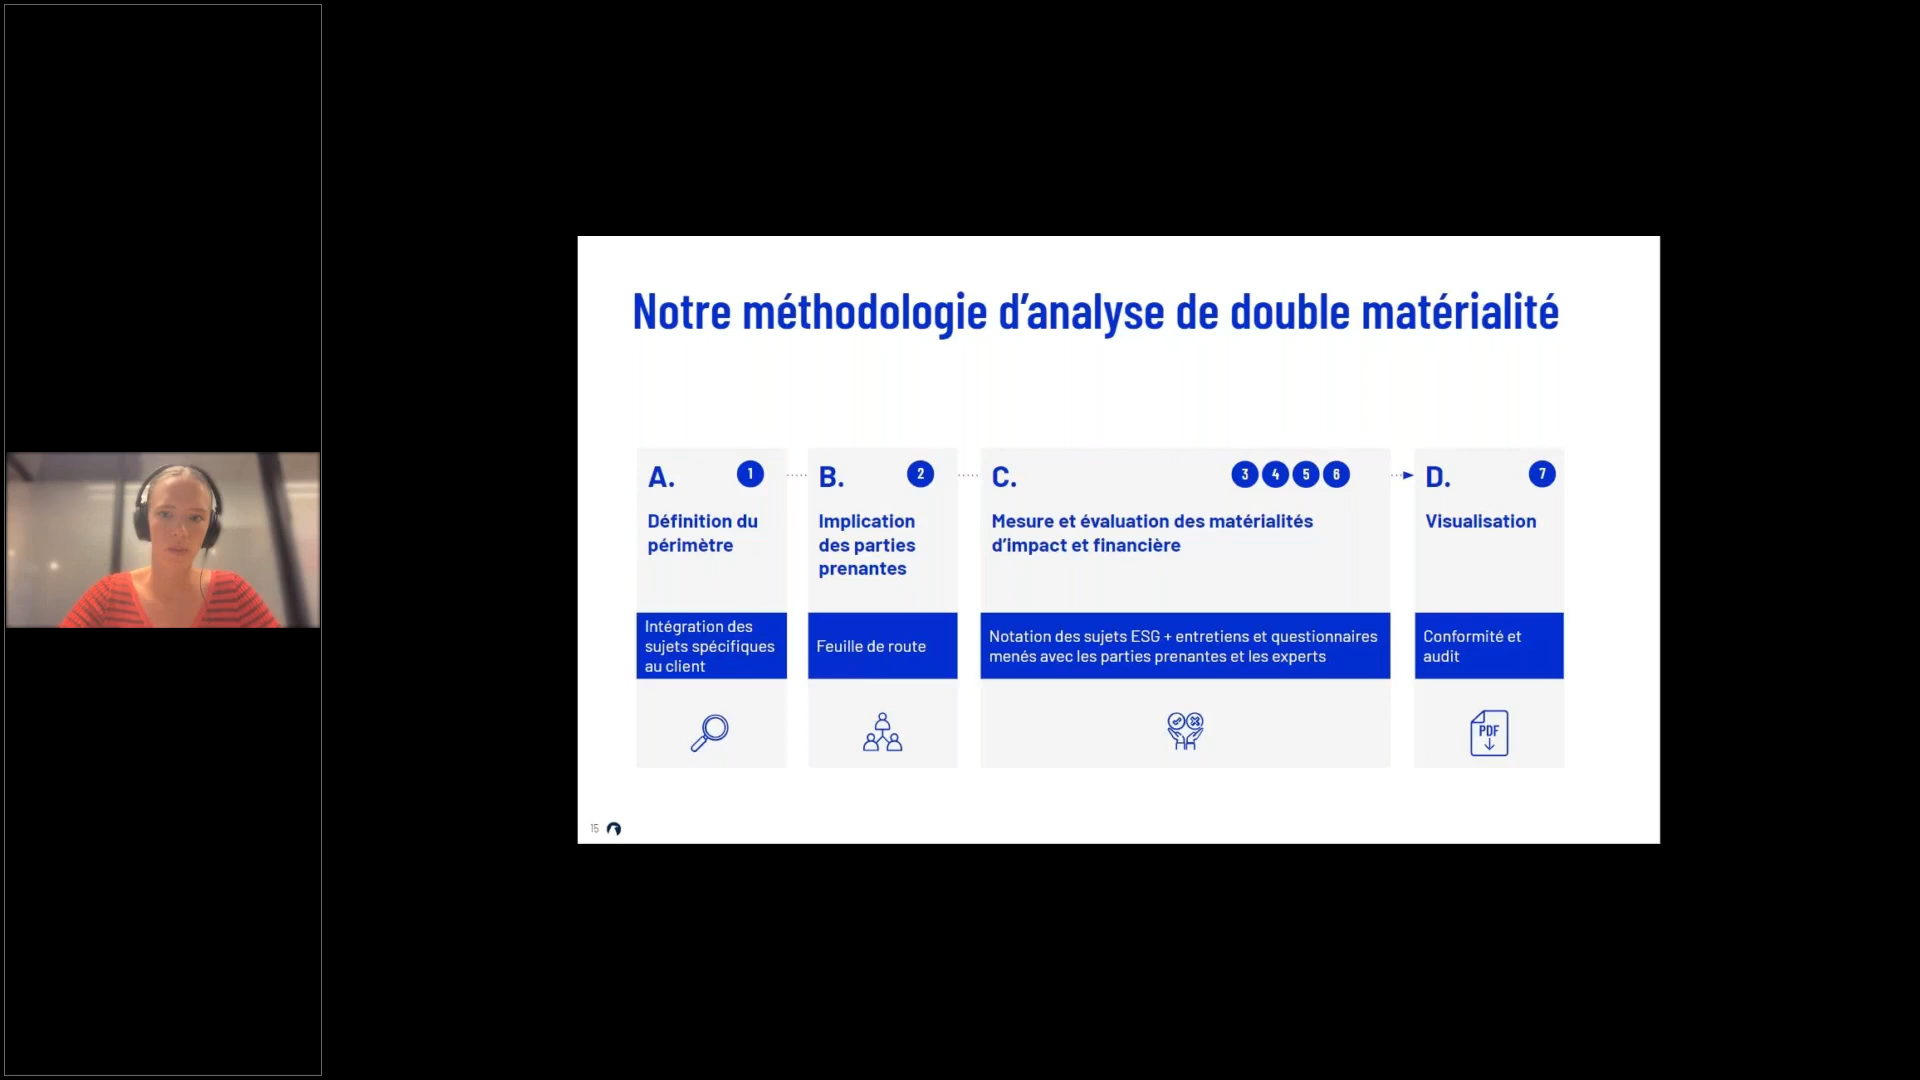 Notre méthodologie d’analyse de double matérialité
A.
1
Définition du
périmètre
Intégration des
sujets spécifiques
au client
B.
2
Implication
des parties
prenantes
Feuille de route
C.
3 4 5 6
Mesure et évaluation des matérialités
d’impact et financière
Notation des sujets ESG + entretiens et questionnaires
menés avec les parties prenantes et les experts
D.
7
Visualisation
Conformité et
audit
PDF
15